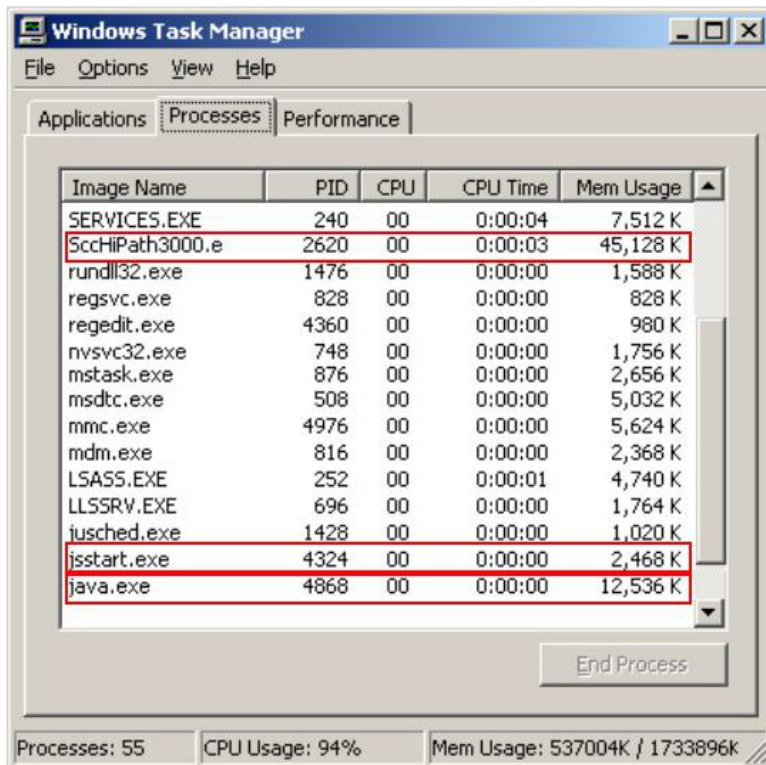 Windows Task Manager
File Options View Help
Applications Processes Performance
Image Name PID CPU CPU Time Mem Usage
SERVICES.EXE 240 00 0:00:04 7,512 K
SccHiPath3000.e 2620 00 0:00:03 45,128 K
rundll32.exe 1476 00 0:00:00 1,588 K
regsvc.exe 828 00 0:00:00 828 K
regedit.exe 4360 00 0:00:00 980 K
nvsvc32.exe 748 00 0:00:00 1,756 K
mstask.exe 876 00 0:00:00 2,656 K
msdtc.exe 508 00 0:00:00 5,032 K
mmc.exe 4976 00 0:00:00 5,624 K
mdm.exe 816 00 0:00:00 2,368 K
LSASS.EXE 252 00 0:00:01 4,740 K
LLSSRV.EXE 696 00 0:00:00 1,764 K
jusched.exe 1428 00 0:00:00 1,020 K
jsstart.exe 4324 00 0:00:00 2,468 K
java.exe 4868 00 0:00:00 12,536 K
End Process
Processes: 55 CPU Usage: 94% Mem Usage: 537004K / 1733896K